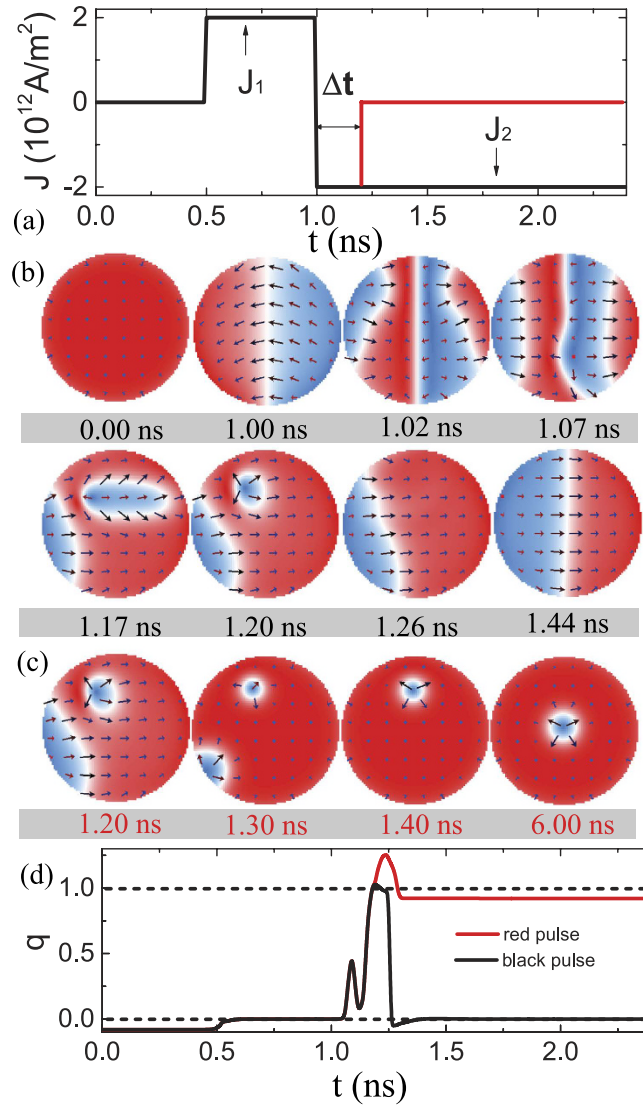 J (10¹²A/m²)
2
0
-2
J₁
Δt
J₂
0.0 0.5 1.0 1.5 2.0
(a) t (ns)
(b)
0.00 ns 1.00 ns 1.02 ns 1.07 ns
1.17 ns 1.20 ns 1.26 ns 1.44 ns
(c)
1.20 ns 1.30 ns 1.40 ns 6.00 ns
(d)
q
1.0
0.5
0.0
red pulse
black pulse
0.0 0.5 1.0 1.5 2.0
t (ns)